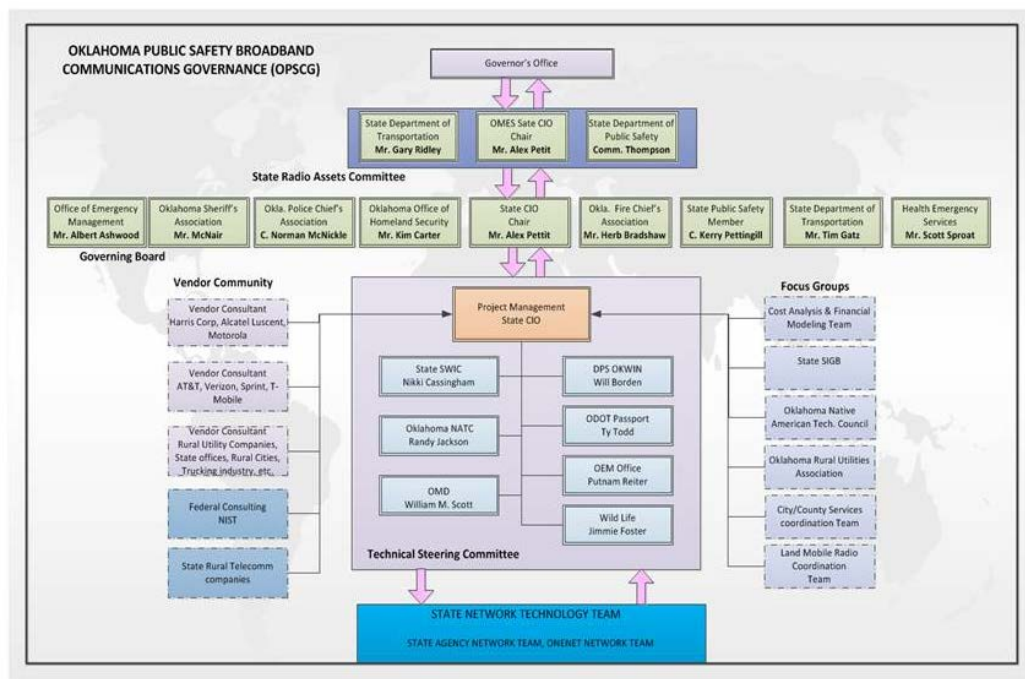 OKLAHOMA PUBLIC SAFETY BROADBAND
COMMUNICATIONS GOVERNANCE (OPSCG)
Governor's Office
State Department of
Transportation
Mr. Gary Ridley
OMES Sate CIO
Chair
Mr. Alex Petit
State Department of
Public Safety
Comm. Thompson
State Radio Assets Committee
Office of Emergency
Management
Mr. Albert Ashwood
Oklahoma Sheriff's
Association
Mr. McNair
Okla. Police Chief's
Association
C. Norman McNickle
Oklahoma Office of
Homeland Security
Mr. Kim Carter
State CIO
Chair
Mr. Alex Pettit
Okla. Fire Chief's
Association
Mr. Herb Bradshaw
State Public Safety
Member
C. Kerry Pettingill
State Department of
Transportation
Mr. Tim Gatz
Health Emergency
Services
Mr. Scott Sproat
Governing Board
Vendor Community
Vendor Consultant
Harris Corp, Alcatel Luscent,
Motorola
Vendor Consultant
AT&T, Verizon, Sprint, T-
Mobile
Vendor Consultant
Rural Utility Companies,
State offices, Rural Cities,
Trucking industry, etc,
Federal Consulting
NIST
State Rural Telecomm
companies
Project Management
State CIO
State SWIC
Nikki Cassingham
DPS OKWIN
Will Borden
Oklahoma NATC
Randy Jackson
ODOT Passport
Ty Todd
OMD
William M. Scott
OEM Office
Putnam Reiter
Wild Life
Jimmie Foster
Technical Steering Committee
Focus Groups
Cost Analysis & Financial
Modeling Team
State SIGB
Oklahoma Native
American Tech. Council
Oklahoma Rural Utilities
Association
City/County Services
coordination Team
Land Mobile Radio
Coordination
Team
STATE NETWORK TECHNOLOGY TEAM
STATE AGENCY NETWORK TEAM, ONENET NETWORK TEAM